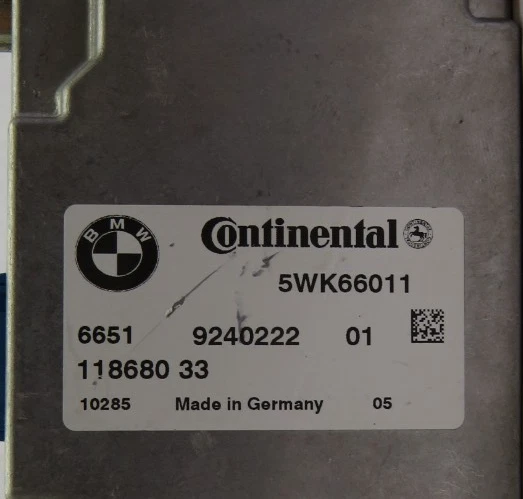 BMW
Continental
5WK66011
6651 9240222 01
118680 33
10285 Made in Germany 05